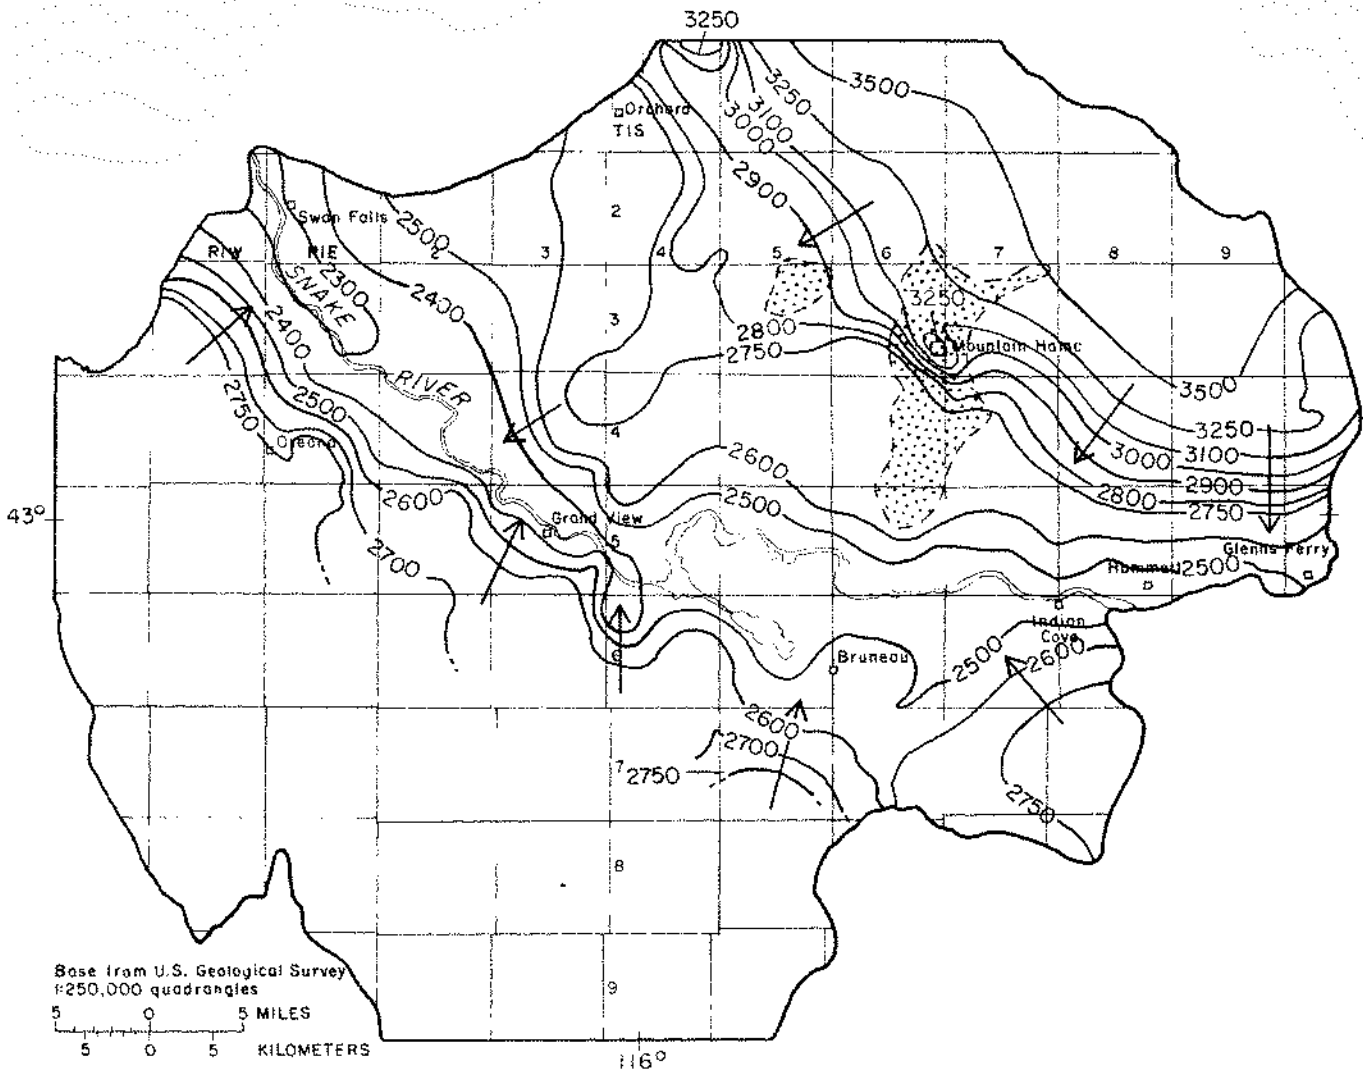 3250
3250
3500
3100
3000
Orchard
T1S
2900
2
2500
Swan Falls
R1W
R1E
2
3
4
5
6
7
8
9
2300
SNAKE
2400
3250
3
2800
2400
2750
Mountain Home
RIVER
3500
2750
2500
4
3250
3000
3100
2600
2900
2600
2500
2800
2750
43°
Grand View
5
2700
Glenns Ferry
Hammett
2500
Indian
Cove
6
Bruneau
2500
2600
2600
2700
7
2750
2750
8
Base from U.S. Geological Survey
1:250,000 quadrangles
9
5 0 5 MILES
5 0 5 KILOMETERS
116°